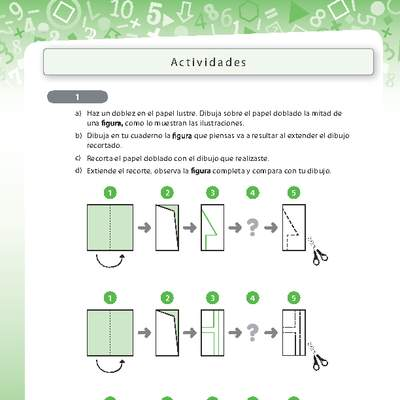 Actividades
1
a) Haz un doblez en el papel lustre. Dibuja sobre el papel doblado la mitad de
una figura, como lo muestran las ilustraciones.
b) Dibuja en tu cuaderno la figura que piensas va a resultar al extender el dibujo
recortado.
c) Recorta el papel doblado con el dibujo que realizaste.
d) Extiende el recorte, observa la figura completa y compara con tu dibujo.
1 2 3 4 5
?
1 2 3 4 5
?